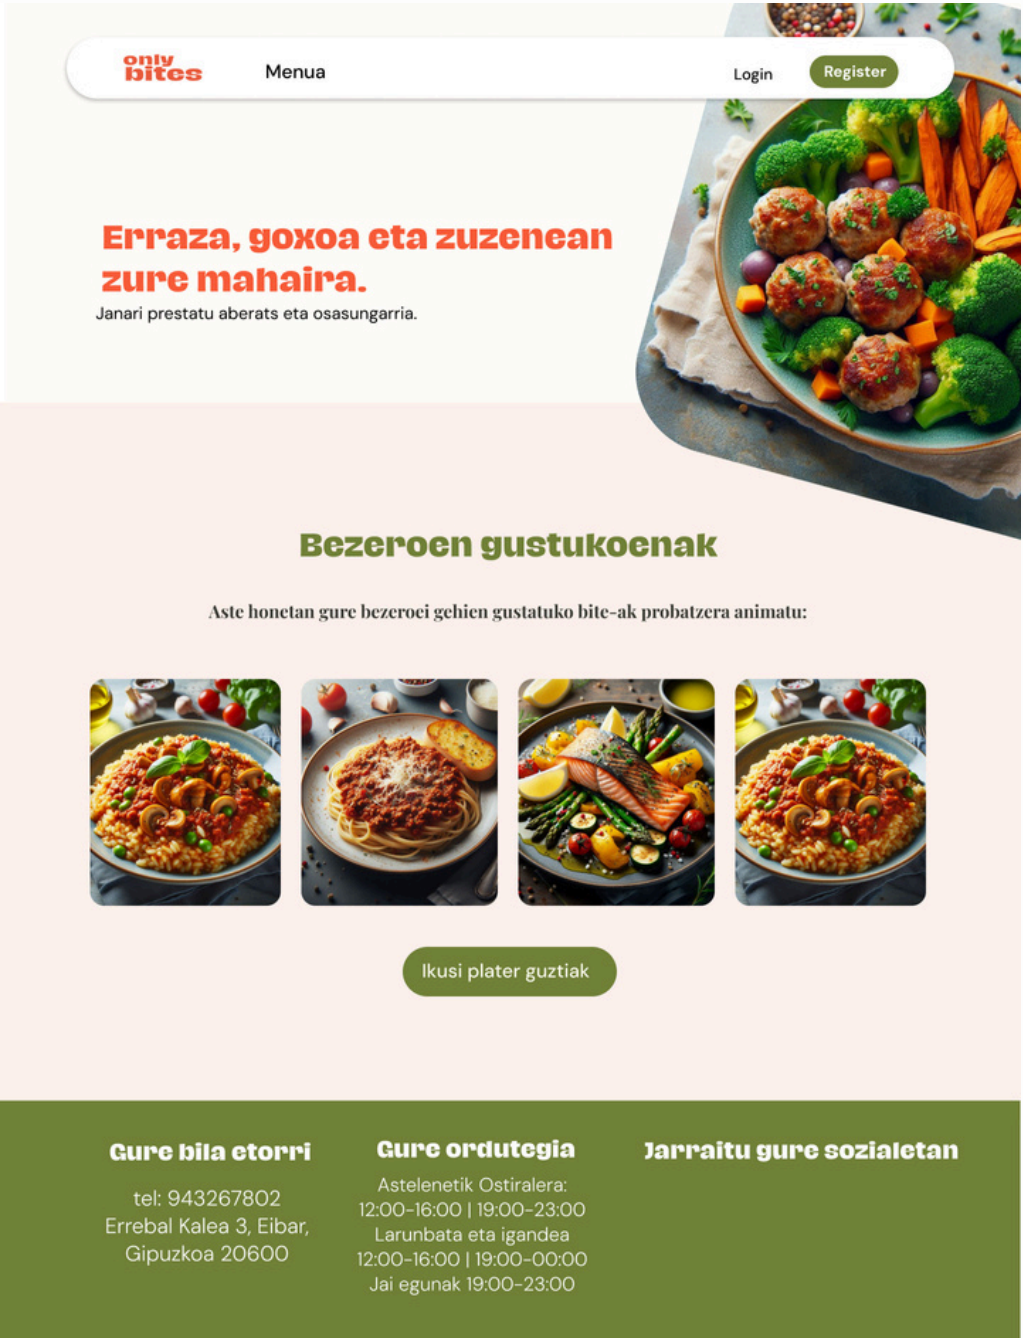 only
bites
Menua
Login
Register
Erraza, goxoa eta zuzenean
zure mahaira.
Janari prestatu aberats eta osasungarria.
Bezeroen gustukoenak
Aste honetan gure bezeroei gehien gustatuko bite-ak probatzera animatu:
Ikusi plater guztiak
Gure bila etorri
tel: 943267802
Errebal Kalea 3, Eibar,
Gipuzkoa 20600
Gure ordutegia
Astelenetik Ostiralera:
12:00-16:00 | 19:00-23:00
Larunbata eta igandea
12:00-16:00 | 19:00-00:00
Jai egunak 19:00-23:00
Jarraitu gure sozialetan